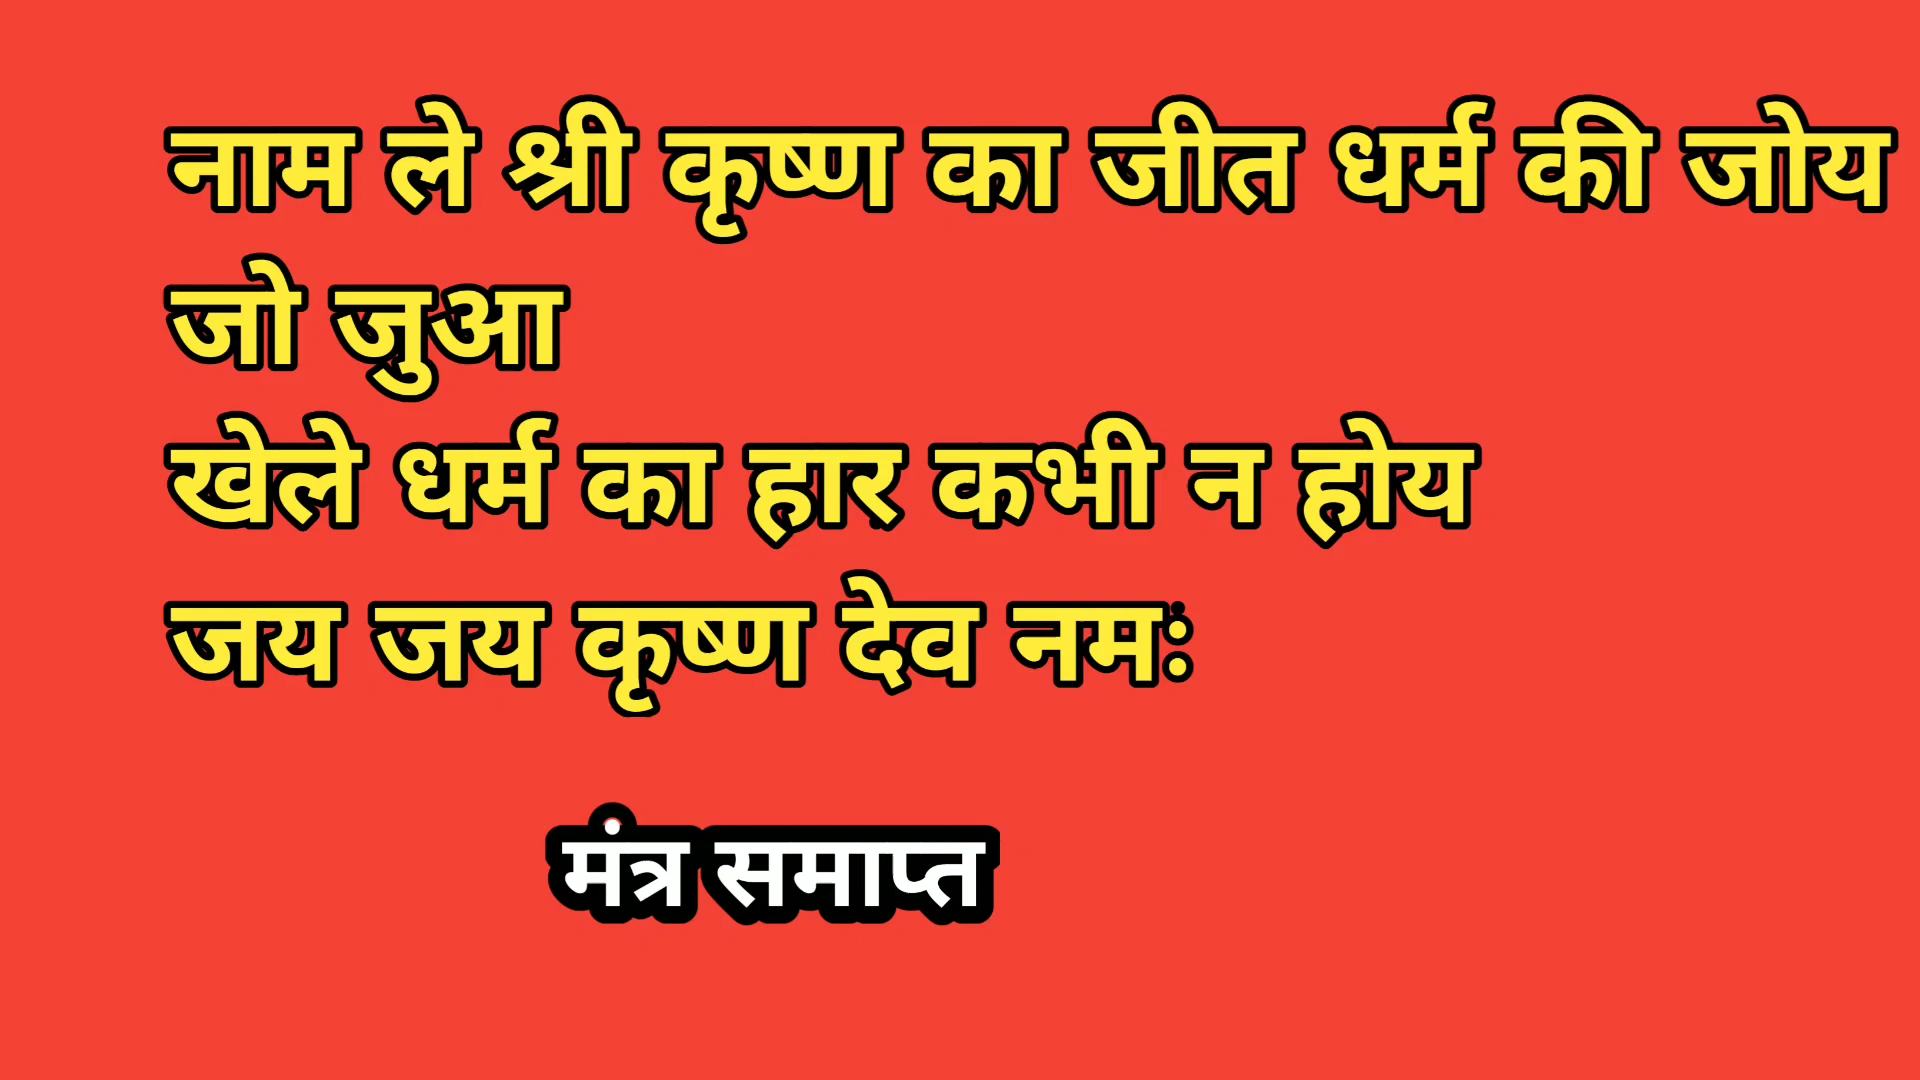 नाम ले श्री कृष्ण का जीत धर्म की जोय
जो जुआ
खेले धर्म का हार कभी न होय
जय जय कृष्ण देव नमः
मंत्र समाप्त